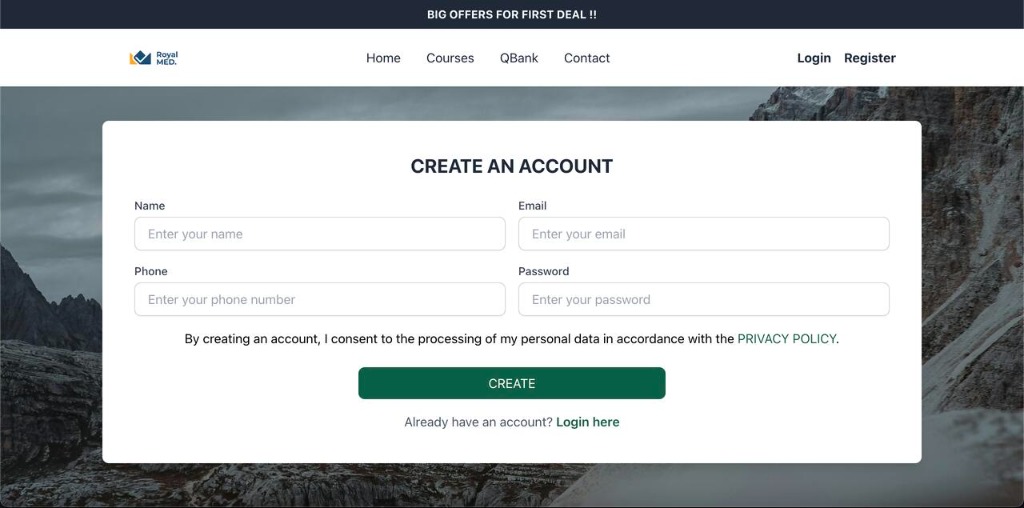 BIG OFFERS FOR FIRST DEAL !!
Royal
MED.
Home Courses QBank Contact
Login Register
CREATE AN ACCOUNT
Name
Enter your name
Email
Enter your email
Phone
Enter your phone number
Password
Enter your password
By creating an account, I consent to the processing of my personal data in accordance with the PRIVACY POLICY.
CREATE
Already have an account? Login here